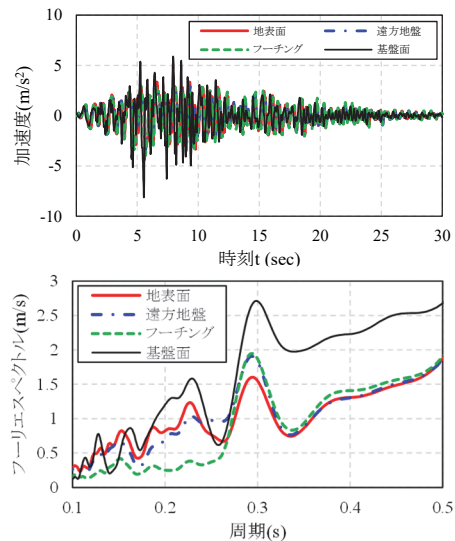 10
5
0
-5
-10
加速度(m/s²)
地表面
遠方地盤
フーチング
基盤面
0 5 10 15 20 25 30
時刻t (sec)
3
2.5
2
1.5
1
0.5
0
フーリエスペクトル(m/s)
地表面
遠方地盤
フーチング
基盤面
0.1 0.2 0.3 0.4 0.5
周期(s)